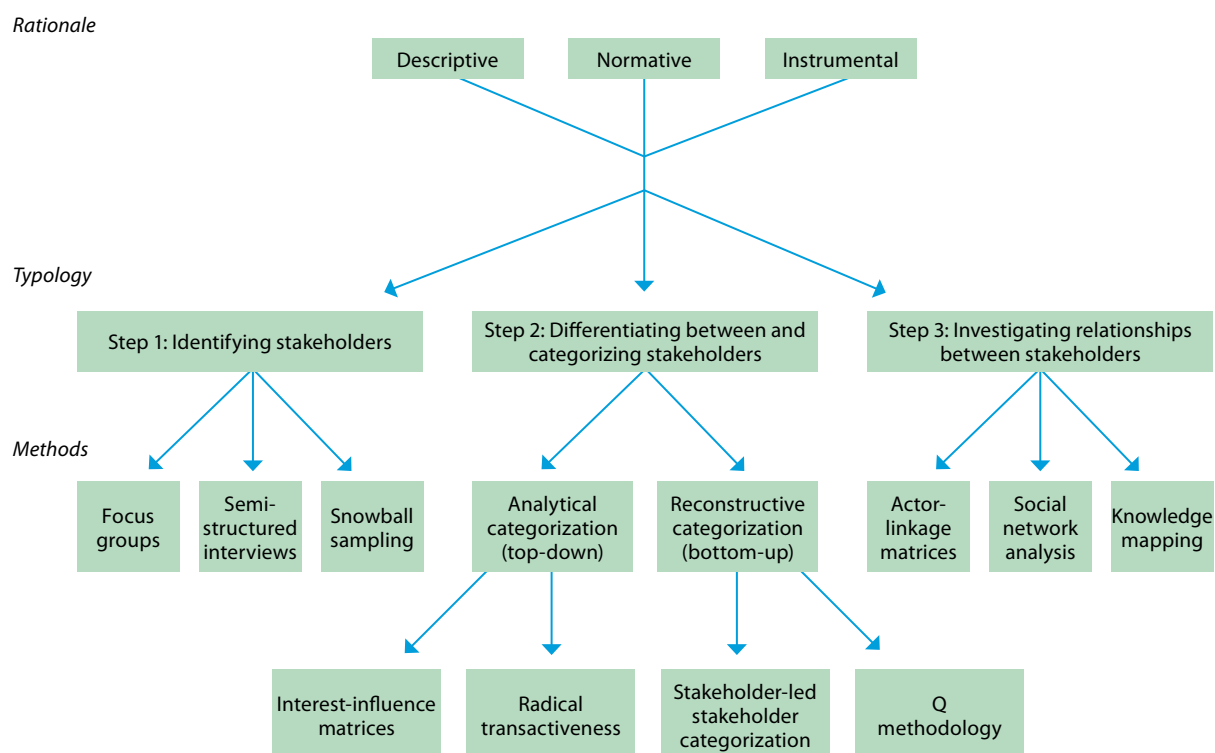 Rationale
Descriptive
Normative
Instrumental
Typology
Step 1: Identifying stakeholders
Step 2: Differentiating between and
categorizing stakeholders
Step 3: Investigating relationships
between stakeholders
Methods
Focus
groups
Semi-
structured
interviews
Snowball
sampling
Analytical
categorization
(top-down)
Reconstructive
categorization
(bottom-up)
Actor-
linkage
matrices
Social
network
analysis
Knowledge
mapping
Interest-influence
matrices
Radical
transactiveness
Stakeholder-led
stakeholder
categorization
Q
methodology